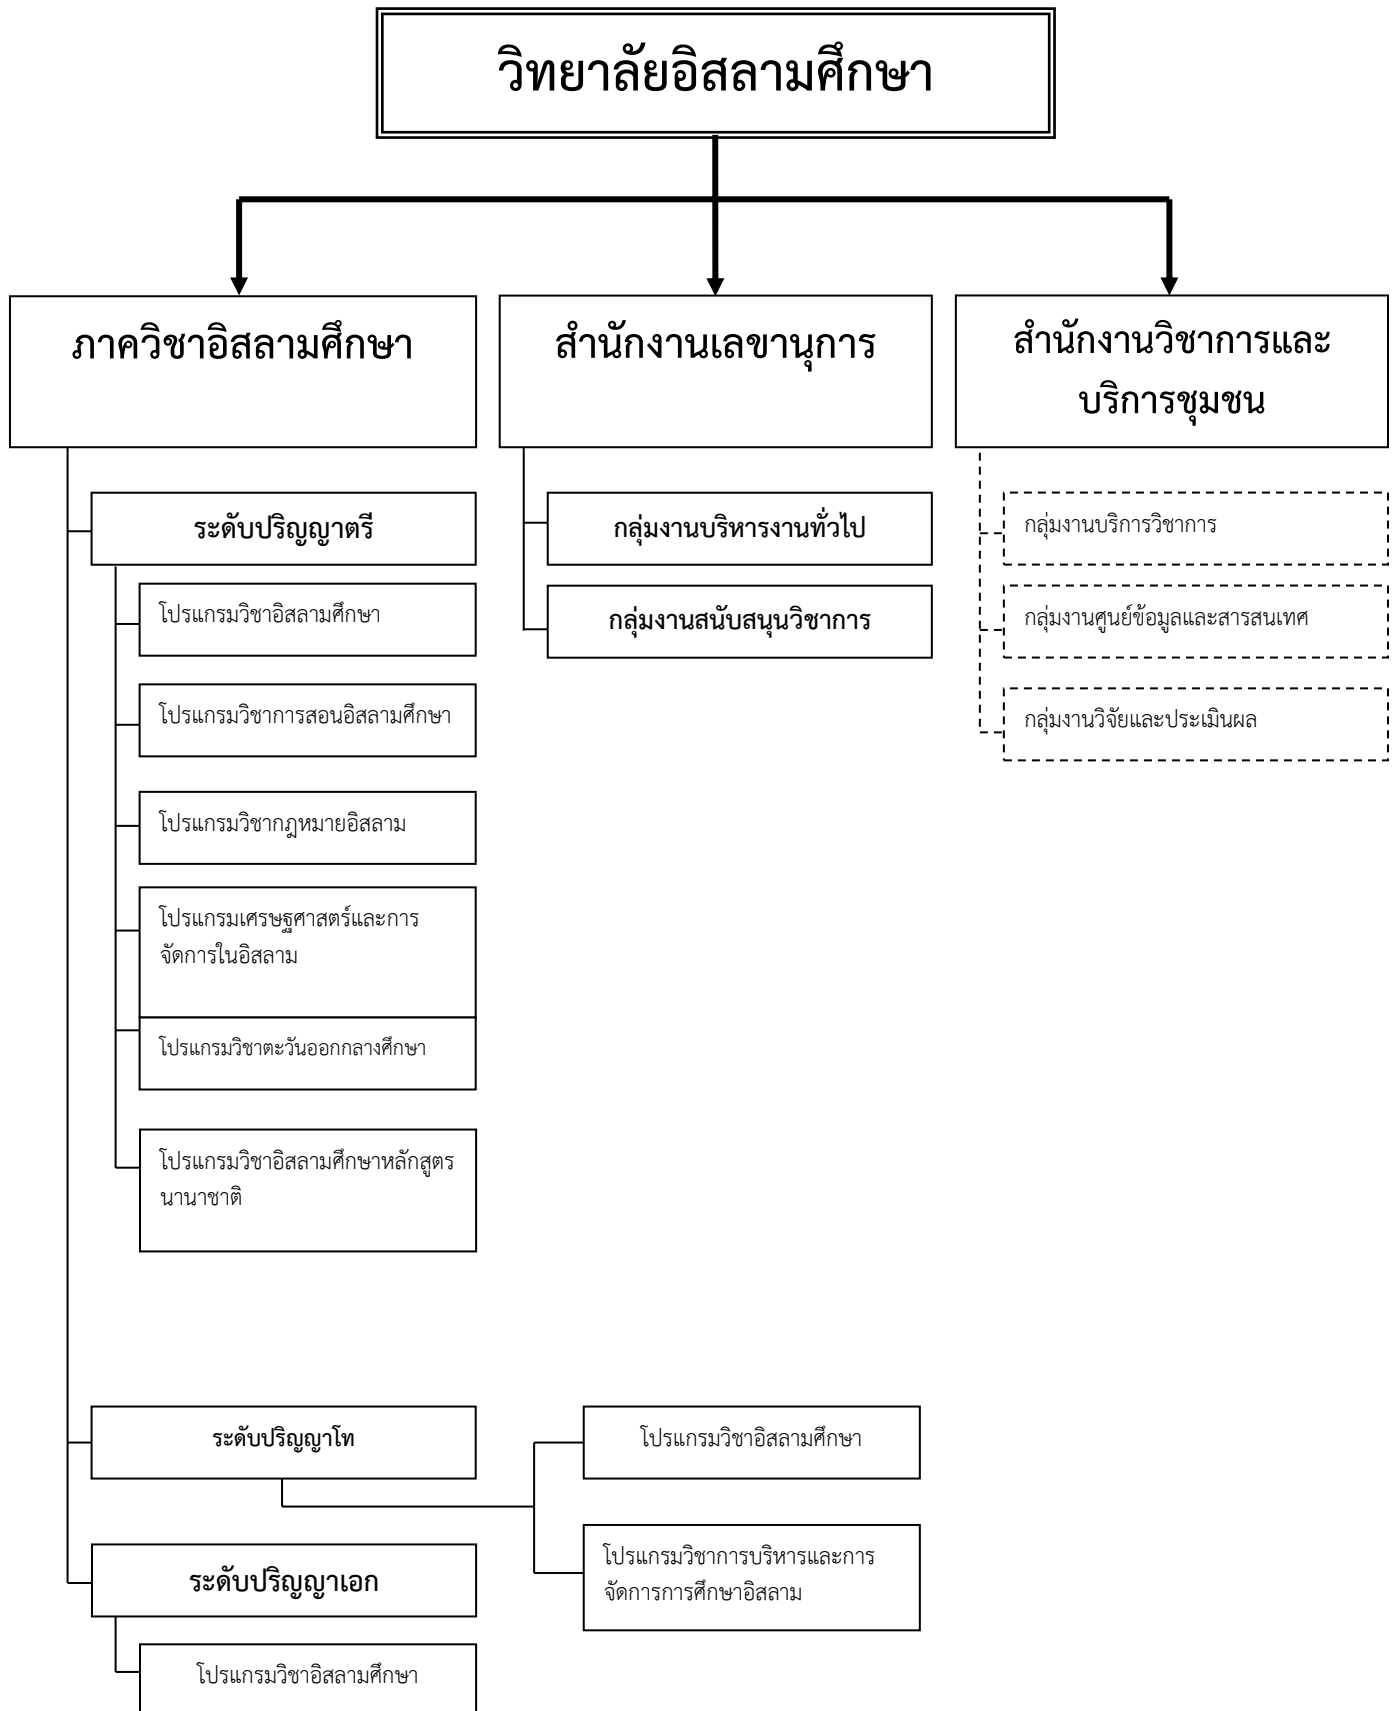 วิทยาลัยอิสลามศึกษา
ภาควิชาอิสลามศึกษา
สำนักงานเลขานุการ
สำนักงานวิชาการและ
บริการชุมชน
ระดับปริญญาตรี
โปรแกรมวิชาอิสลามศึกษา
โปรแกรมวิชาการสอนอิสลามศึกษา
โปรแกรมวิชากฎหมายอิสลาม
โปรแกรมเศรษฐศาสตร์และการ
จัดการในอิสลาม
โปรแกรมวิชาตะวันออกกลางศึกษา
โปรแกรมวิชาอิสลามศึกษาหลักสูตร
นานาชาติ
กลุ่มงานบริหารงานทั่วไป
กลุ่มงานสนับสนุนวิชาการ
กลุ่มงานบริการวิชาการ
กลุ่มงานศูนย์ข้อมูลและสารสนเทศ
กลุ่มงานวิจัยและประเมินผล
ระดับปริญญาโท
โปรแกรมวิชาอิสลามศึกษา
โปรแกรมวิชาการบริหารและการ
จัดการการศึกษาอิสลาม
ระดับปริญญาเอก
โปรแกรมวิชาอิสลามศึกษา